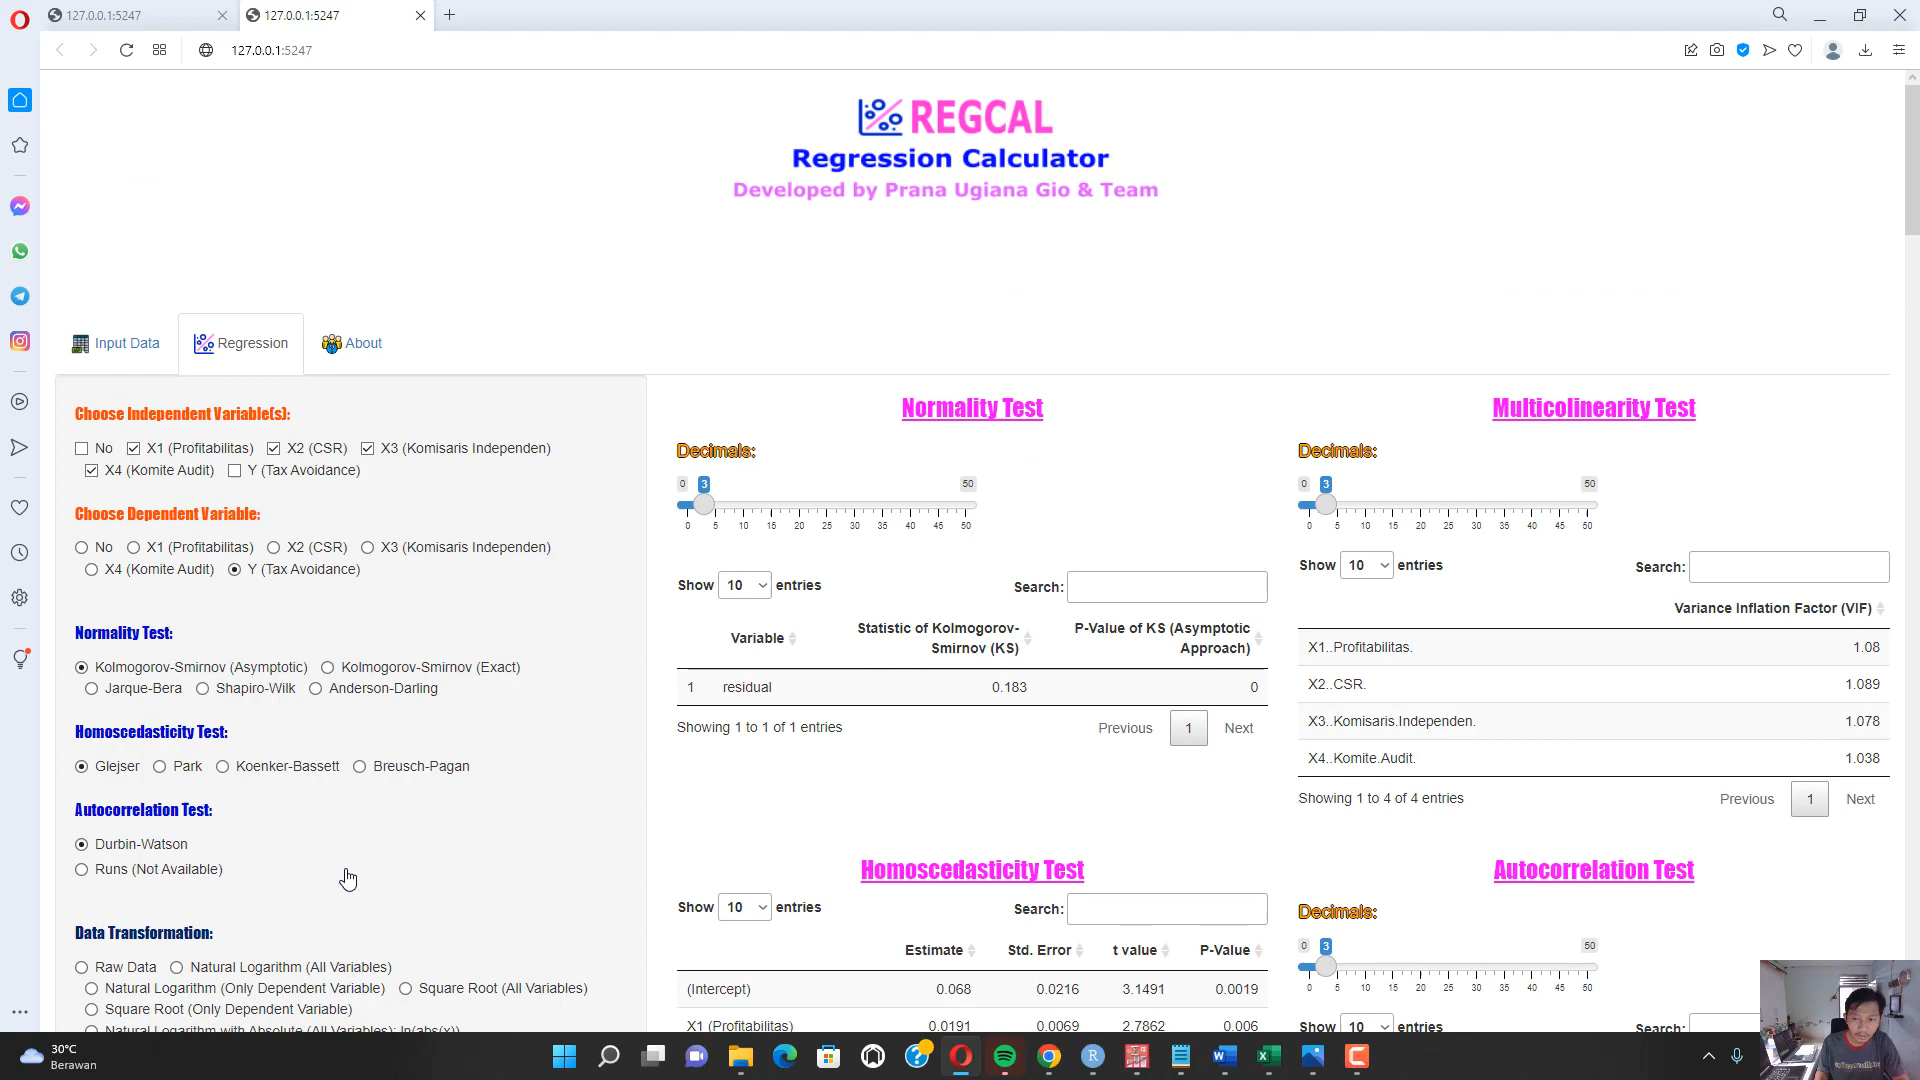 127.0.0.1:5247
127.0.0.1:5247
127.0.0.1:5247
REGCAL
Regression Calculator
Developed by Prana Ugiana Gio & Team
Input Data
Regression
About
Choose Independent Variable(s):
No X1 (Profitabilitas) X2 (CSR) X3 (Komisaris Independen)
X4 (Komite Audit) Y (Tax Avoidance)
Choose Dependent Variable:
No X1 (Profitabilitas) X2 (CSR) X3 (Komisaris Independen)
X4 (Komite Audit) Y (Tax Avoidance)
Normality Test:
Kolmogorov-Smirnov (Asymptotic) Kolmogorov-Smirnov (Exact)
Jarque-Bera Shapiro-Wilk Anderson-Darling
Homoscedasticity Test:
Glejser Park Koenker-Bassett Breusch-Pagan
Autocorrelation Test:
Durbin-Watson
Runs (Not Available)
Data Transformation:
Raw Data Natural Logarithm (All Variables)
Natural Logarithm (Only Dependent Variable) Square Root (All Variables)
Square Root (Only Dependent Variable)
Natural Logarithm with Absolute (All Variables): ln(abs(x))
Normality Test
Decimals:
0 3 50
0 5 10 15 20 25 30 35 40 45 50
Show 10 entries Search:
Variable Statistic of Kolmogorov-Smirnov (KS) P-Value of KS (Asymptotic Approach)
1 residual 0.183 0
Showing 1 to 1 of 1 entries Previous 1 Next
Multicolinearity Test
Decimals:
0 3 50
0 5 10 15 20 25 30 35 40 45 50
Show 10 entries Search:
Variance Inflation Factor (VIF)
X1..Profitabilitas. 1.08
X2..CSR. 1.089
X3..Komisaris.Independen. 1.078
X4..Komite.Audit. 1.038
Showing 1 to 4 of 4 entries Previous 1 Next
Homoscedasticity Test
Show 10 entries Search:
Estimate Std. Error t value P-Value
(Intercept) 0.068 0.0216 3.1491 0.0019
X1 (Profitabilitas) 0.0191 0.0069 2.7862 0.006
Autocorrelation Test
Decimals:
0 3 50
0 5 10 15 20 25 30 35 40 45 50
Show 10 entries Search:
30°C
Berawan